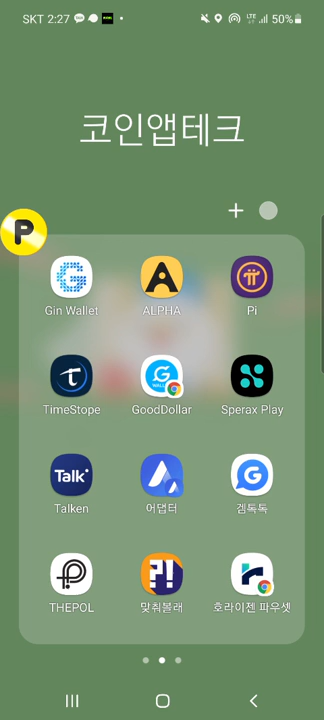 SKT 2:27 LTE 50%
코인앱테크
P
Gin Wallet ALPHA Pi
TimeStope GoodDollar Sperax Play
Talk
Talken 어댑터 겜톡톡
P!
THEPOL 맞춰볼래 호라이젠 파우셋